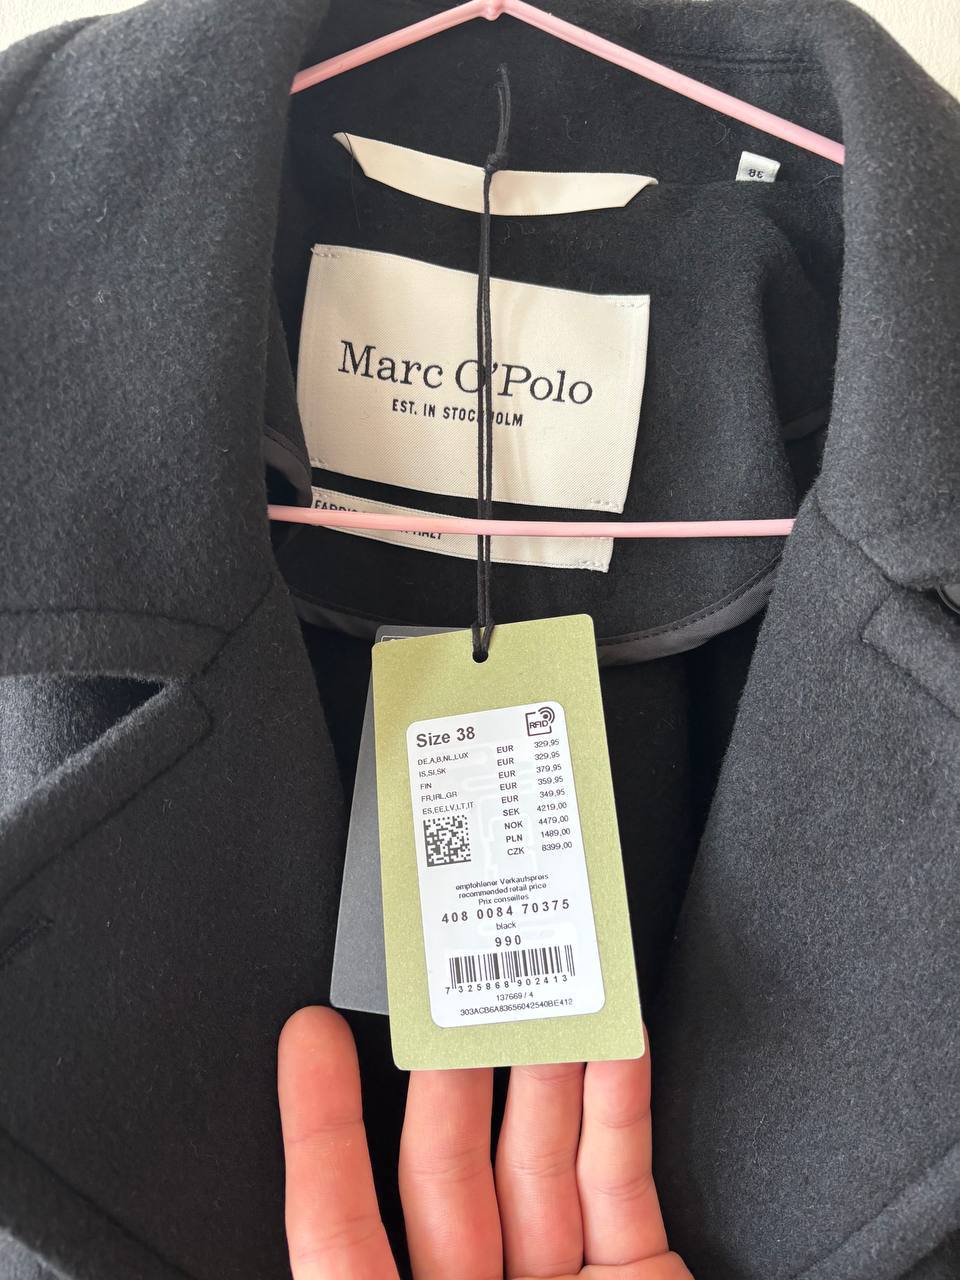 38
Marc O'Polo
EST. IN STOCKHOLM
FABRIC ITALY
Size 38
RFID
DE,A,B,NL,LUX EUR 329,95
IS,SI,SK EUR 329,95
FIN EUR 379,95
FR,IRL,GR EUR 359,95
ES,EE,LV,LT,IT EUR 349,95
SEK 4219,00
NOK 4479,00
PLN 1489,00
CZK 8399,00
empfohlener Verkaufspreis
recommended retail price
Prix conseilles
408 0084 70375
black
990
7 325868 902413
137669 / 4
303ACB6A83656042540BE412